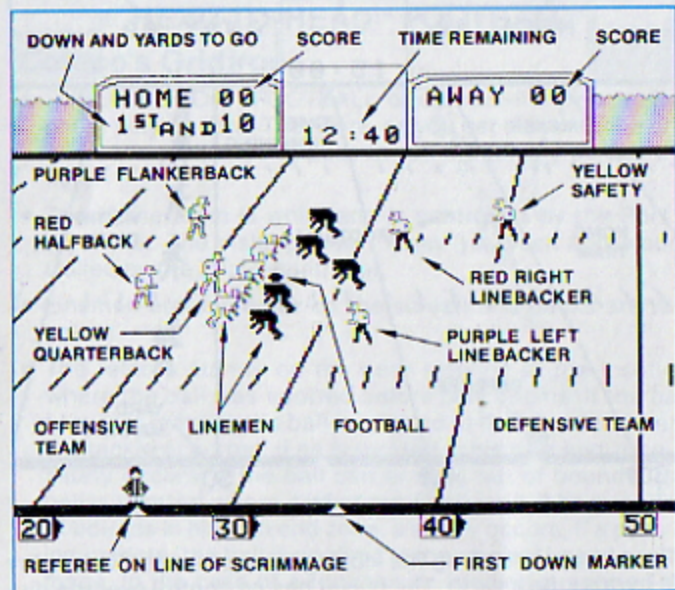 DOWN AND YARDS TO GO
SCORE
TIME REMAINING
SCORE
HOME 00
1ST AND 10
12:40
AWAY 00
PURPLE FLANKERBACK
YELLOW
SAFETY
RED
HALFBACK
RED RIGHT
LINEBACKER
YELLOW
QUARTERBACK
PURPLE LEFT
LINEBACKER
OFFENSIVE
TEAM
LINEMEN
FOOTBALL
DEFENSIVE TEAM
20
30
40
50
REFEREE ON LINE OF SCRIMMAGE
FIRST DOWN MARKER